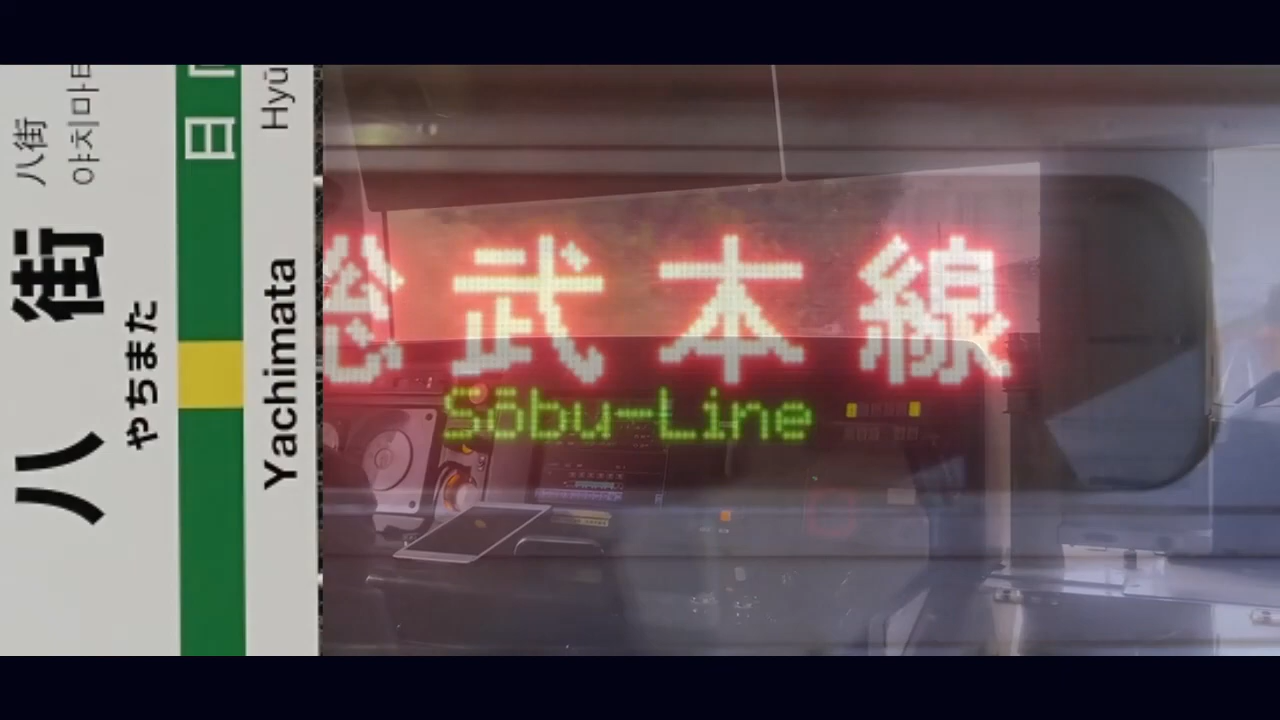 八街
八街
야치마타
やちまた
日
Yachimata
Hyū
総武本線
Sōbu-Line